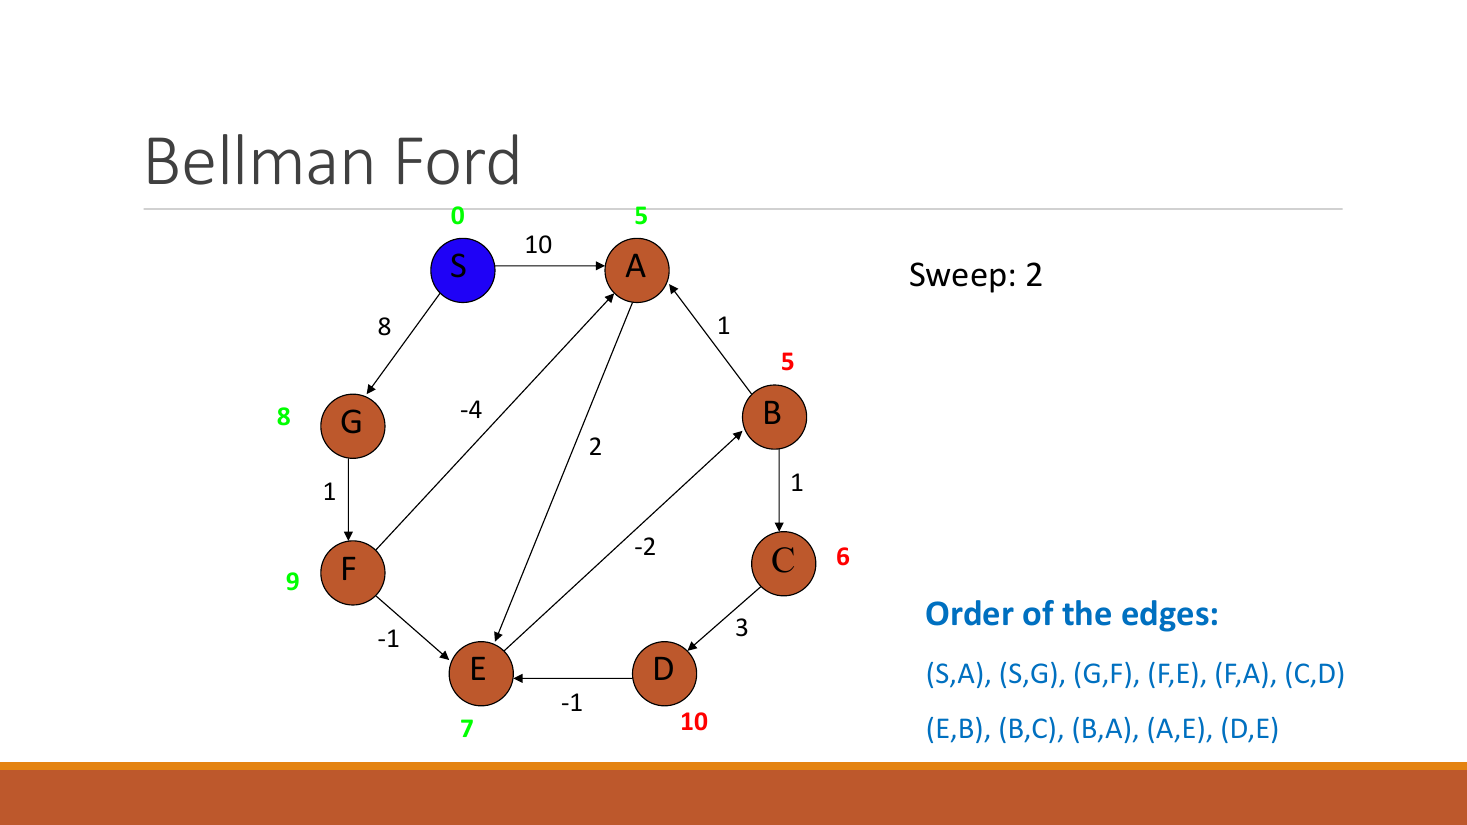 Bellman Ford
0
5
10
S
A
Sweep: 2
8
1
5
-4
8
G
B
2
1
1
-2
F
C
6
9
Order of the edges:
-1
3
E
D
(S,A), (S,G), (G,F), (F,E), (F,A), (C,D)
-1
10
7
(E,B), (B,C), (B,A), (A,E), (D,E)